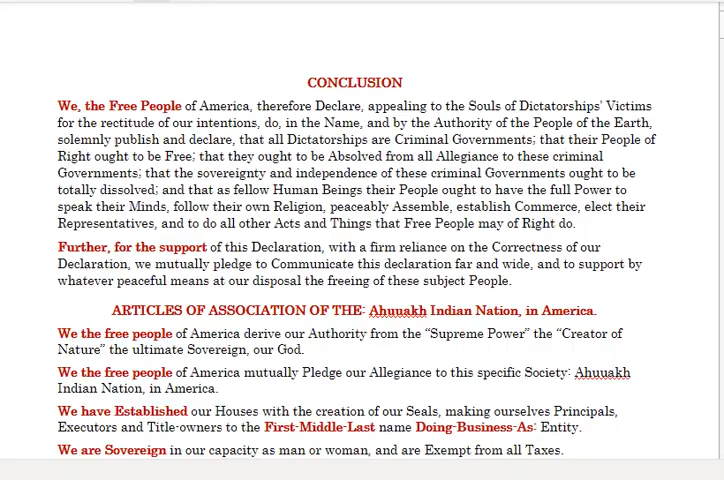 CONCLUSION
We, the Free People of America, therefore Declare, appealing to the Souls of Dictatorships' Victims
for the rectitude of our intentions, do, in the Name, and by the Authority of the People of the Earth,
solemnly publish and declare, that all Dictatorships are Criminal Governments; that their People of
Right ought to be Free; that they ought to be Absolved from all Allegiance to these criminal
Governments; that the sovereignty and independence of these criminal Governments ought to be
totally dissolved; and that as fellow Human Beings their People ought to have the full Power to
speak their Minds, follow their own Religion, peaceably Assemble, establish Commerce, elect their
Representatives, and to do all other Acts and Things that Free People may of Right do.
Further, for the support of this Declaration, with a firm reliance on the Correctness of our
Declaration, we mutually pledge to Communicate this declaration far and wide, and to support by
whatever peaceful means at our disposal the freeing of these subject People.
ARTICLES OF ASSOCIATION OF THE: Ahuuakh Indian Nation, in America.
We the free people of America derive our Authority from the “Supreme Power” the “Creator of
Nature” the ultimate Sovereign, our God.
We the free people of America mutually Pledge our Allegiance to this specific Society: Ahuuakh
Indian Nation, in America.
We have Established our Houses with the creation of our Seals, making ourselves Principals,
Executors and Title-owners to the First-Middle-Last name Doing-Business-As: Entity.
We are Sovereign in our capacity as man or woman, and are Exempt from all Taxes.